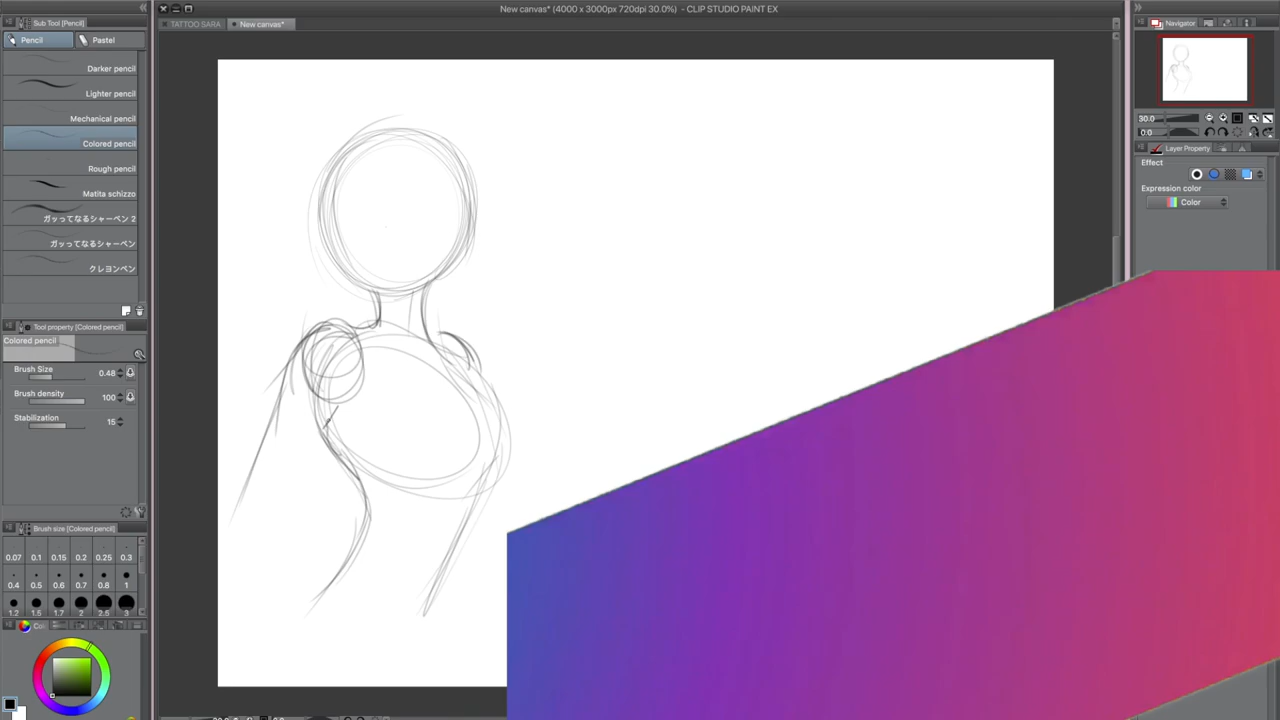 New canvas* (4000 x 3000px 720dpi 30.0%) - CLIP STUDIO PAINT EX
Sub Tool [Pencil]
TATTOO SARA
New canvas*
Navigator
Pencil
Pastel
Darker pencil
Lighter pencil
Mechanical pencil
Colored pencil
Rough pencil
Matita schizzo
ガッってなるシャーペン 2
ガッってなるシャーペン
クレヨンペン
30.0
0.0
Layer Property
Effect
Expression color
Color
Tool property [Colored pencil]
Colored pencil
Brush Size
0.48
Brush density
100
Stabilization
15
Brush size [Colored pencil]
0.07 0.1 0.15 0.2 0.25 0.3
0.4 0.5 0.6 0.7 0.8 1
1.2 1.5 1.7 2 2.5 3